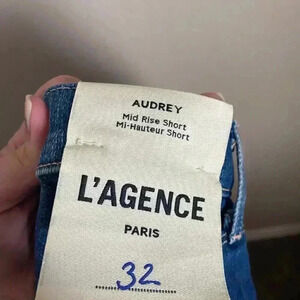 AUDREY
Mid Rise Short
Mi-Hauteur Short
L'AGENCE
PARIS
32